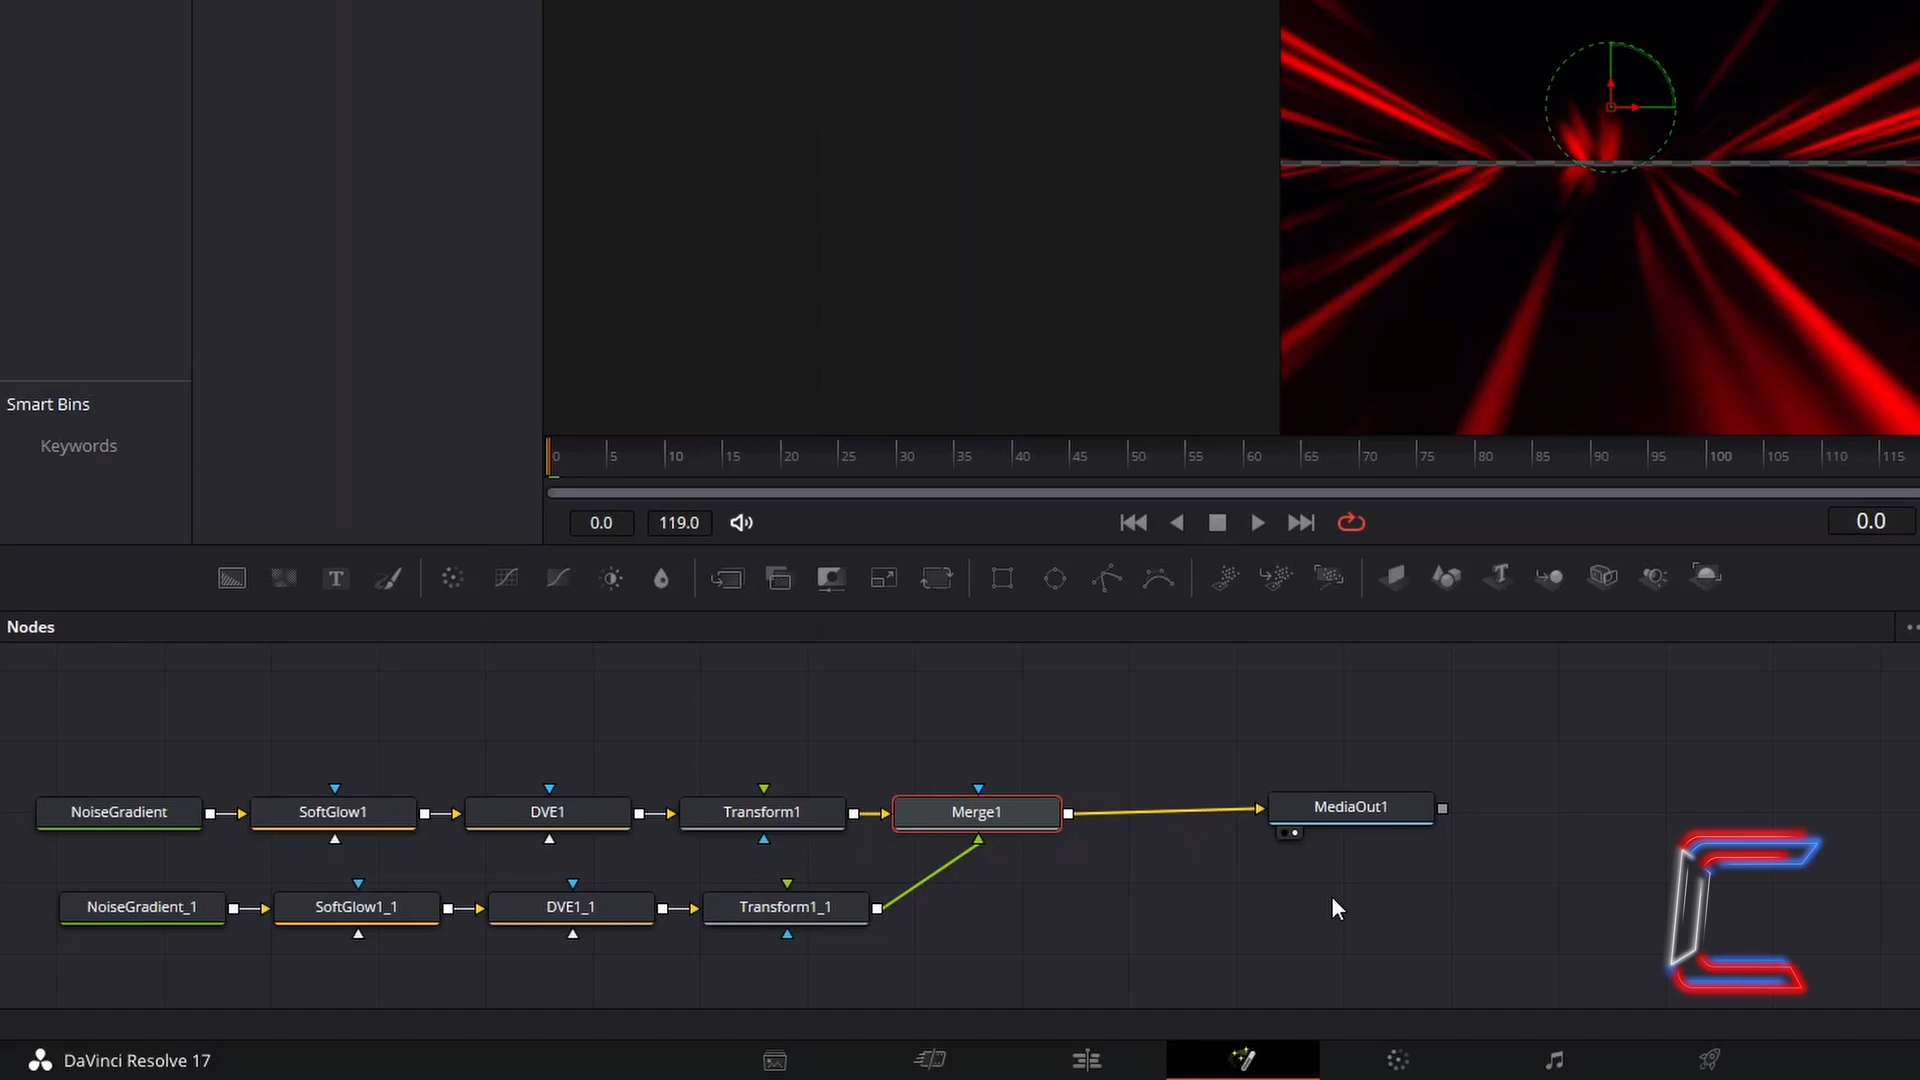 Smart Bins
Keywords
0 5 10 15 20 25 30 35 40 45 50 55 60 65 70 75 80 85 90 95 100 105 110 115
0.0 119.0 0.0
Nodes
NoiseGradient SoftGlow1 DVE1 Transform1 Merge1 MediaOut1
NoiseGradient_1 SoftGlow1_1 DVE1_1 Transform1_1
DaVinci Resolve 17